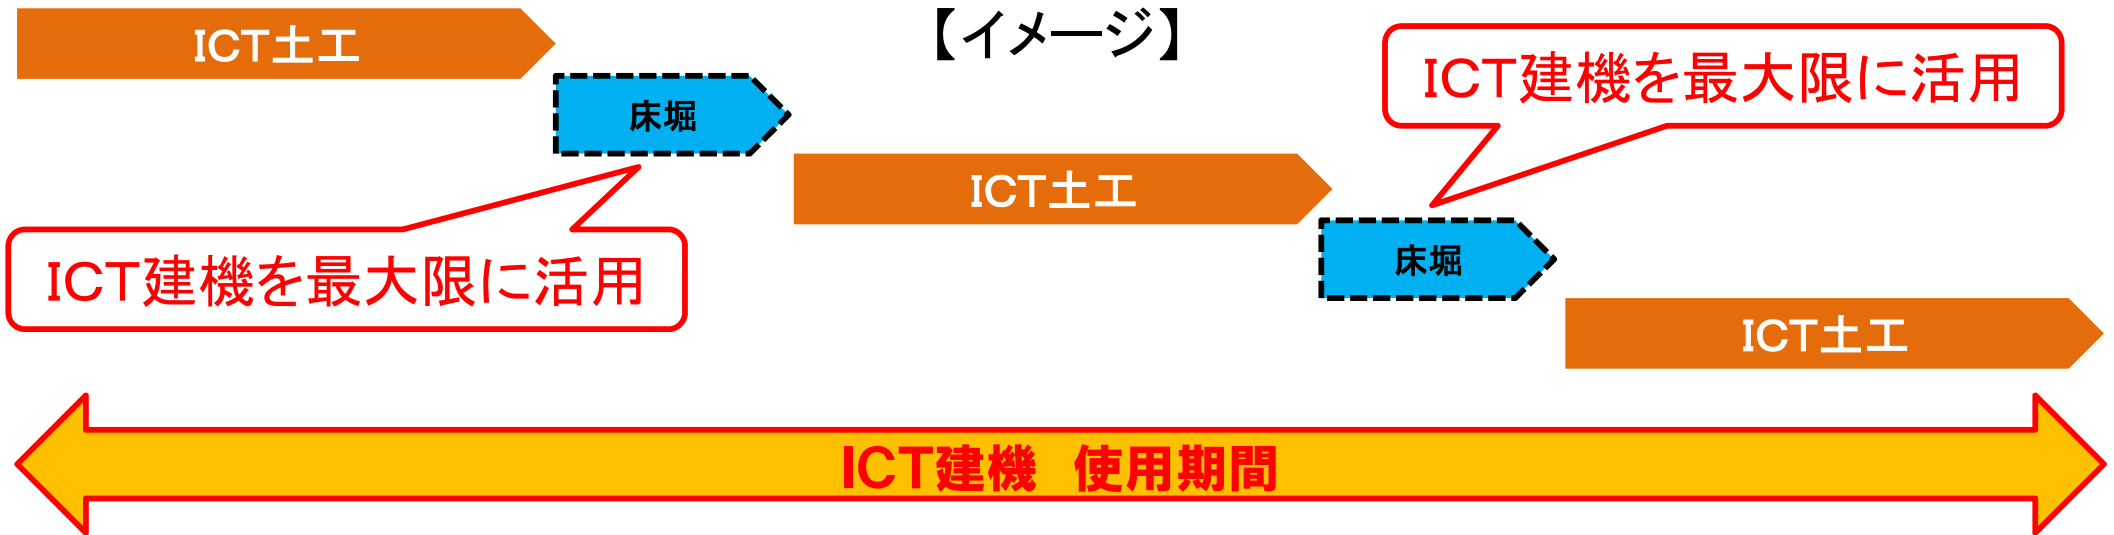 【イメージ】
ICT土工
床堀
ICT建機を最大限に活用
ICT土工
ICT建機を最大限に活用
床堀
ICT土工
ICT建機　使用期間